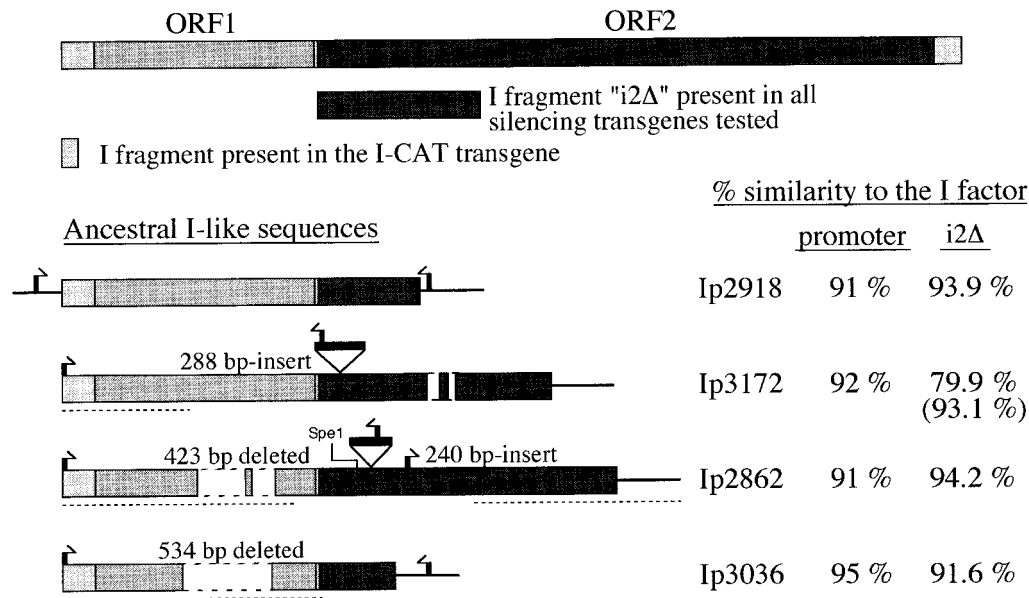 ORF1 ORF2
I fragment "i2Δ" present in all
silencing transgenes tested
I fragment present in the I-CAT transgene
% similarity to the I factor
Ancestral I-like sequences
promoter i2Δ
Ip2918 91 % 93.9 %
288 bp-insert
Ip3172 92 % 79.9 %
(93.1 %)
Spe1
423 bp deleted 240 bp-insert
Ip2862 91 % 94.2 %
534 bp deleted
Ip3036 95 % 91.6 %